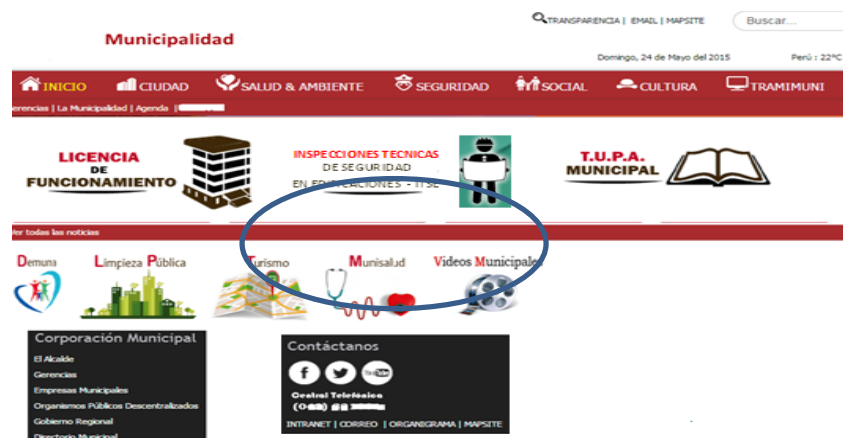 TRANSPARENCIA | EMAIL | MAPSITE
Buscar...
Municipalidad
Domingo, 24 de Mayo del 2015
Perú : 22°C
INICIO
CIUDAD
SALUD & AMBIENTE
SEGURIDAD
SOCIAL
CULTURA
TRAMIMUNI
erencias | La Municipalidad | Agenda |
LICENCIA
DE
FUNCIONAMIENTO
INSPECCIONES TECNICAS
DE SEGURIDAD
EN EDIFICACIONES - ITSE
T.U.P.A.
MUNICIPAL
Ver todas las noticias
Demuna
Limpieza Pública
Turismo
Munisalud
Videos Municipales
Corporación Municipal
El Alcalde
Gerencias
Empresas Municipales
Organismos Públicos Descentralizados
Gobierno Regional
Directorio Municipal
Contáctanos
You Tube
Central Telefónica
INTRANET | CORREO | ORGANIGRAMA | MAPSITE